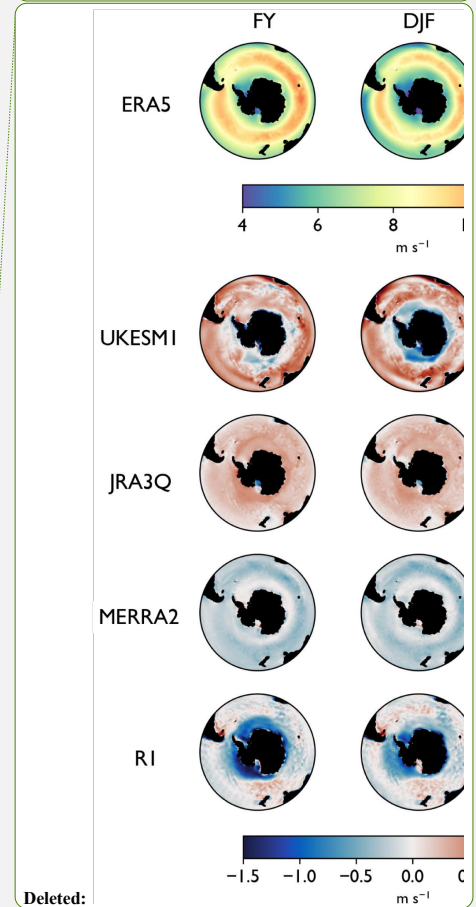 FY DJF
ERA5
4 6 8
m s⁻¹
UKESM1
JRA3Q
MERRA2
R1
−1.5 −1.0 −0.5 0.0
m s⁻¹
Deleted: